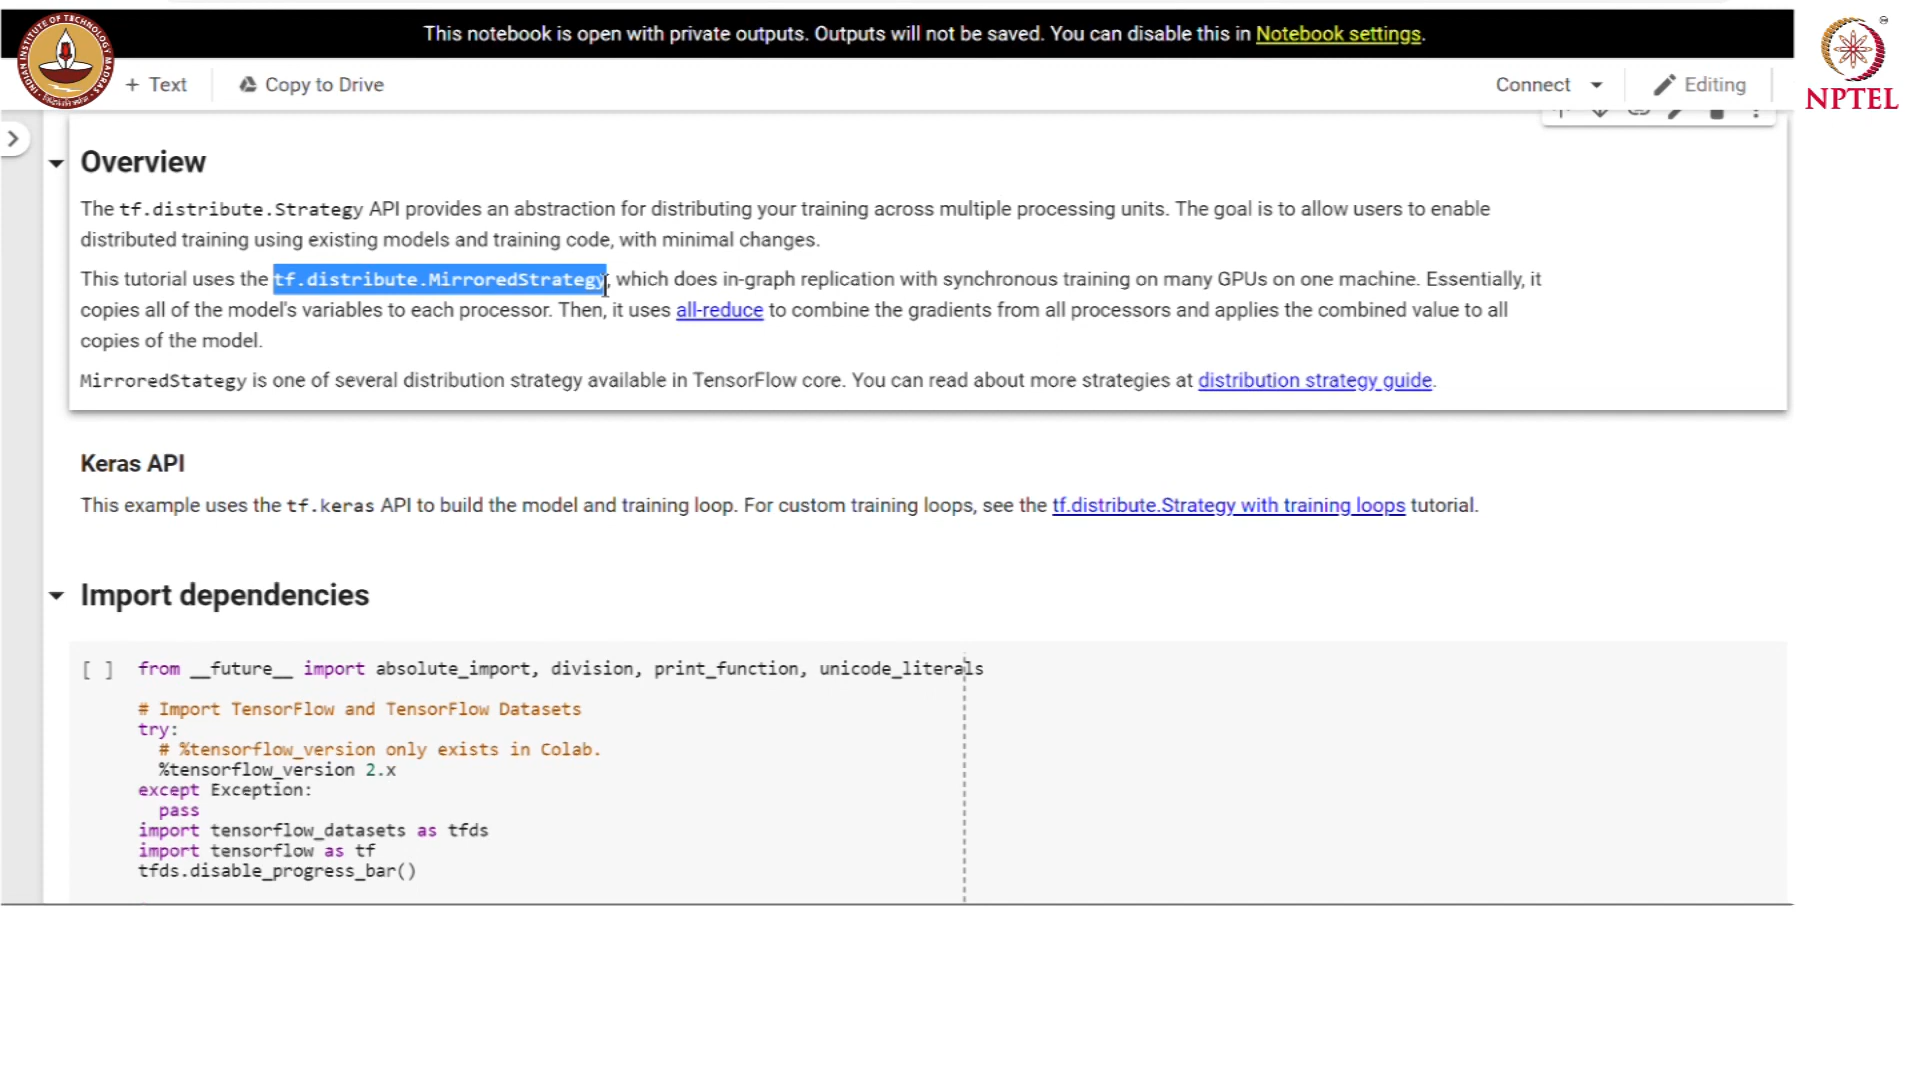 This notebook is open with private outputs. Outputs will not be saved. You can disable this in Notebook settings.
INDIAN INSTITUTE OF TECHNOLOGY MADRAS
+ Text
Copy to Drive
Connect
Editing
NPTEL
Overview
The tf.distribute.Strategy API provides an abstraction for distributing your training across multiple processing units. The goal is to allow users to enable
distributed training using existing models and training code, with minimal changes.
This tutorial uses the tf.distribute.MirroredStrategy, which does in-graph replication with synchronous training on many GPUs on one machine. Essentially, it
copies all of the model's variables to each processor. Then, it uses all-reduce to combine the gradients from all processors and applies the combined value to all
copies of the model.
MirroredStategy is one of several distribution strategy available in TensorFlow core. You can read about more strategies at distribution strategy guide.
Keras API
This example uses the tf.keras API to build the model and training loop. For custom training loops, see the tf.distribute.Strategy with training loops tutorial.
Import dependencies
[ ] from __future__ import absolute_import, division, print_function, unicode_literals
# Import TensorFlow and TensorFlow Datasets
try:
# %tensorflow_version only exists in Colab.
%tensorflow_version 2.x
except Exception:
pass
import tensorflow_datasets as tfds
import tensorflow as tf
tfds.disable_progress_bar()